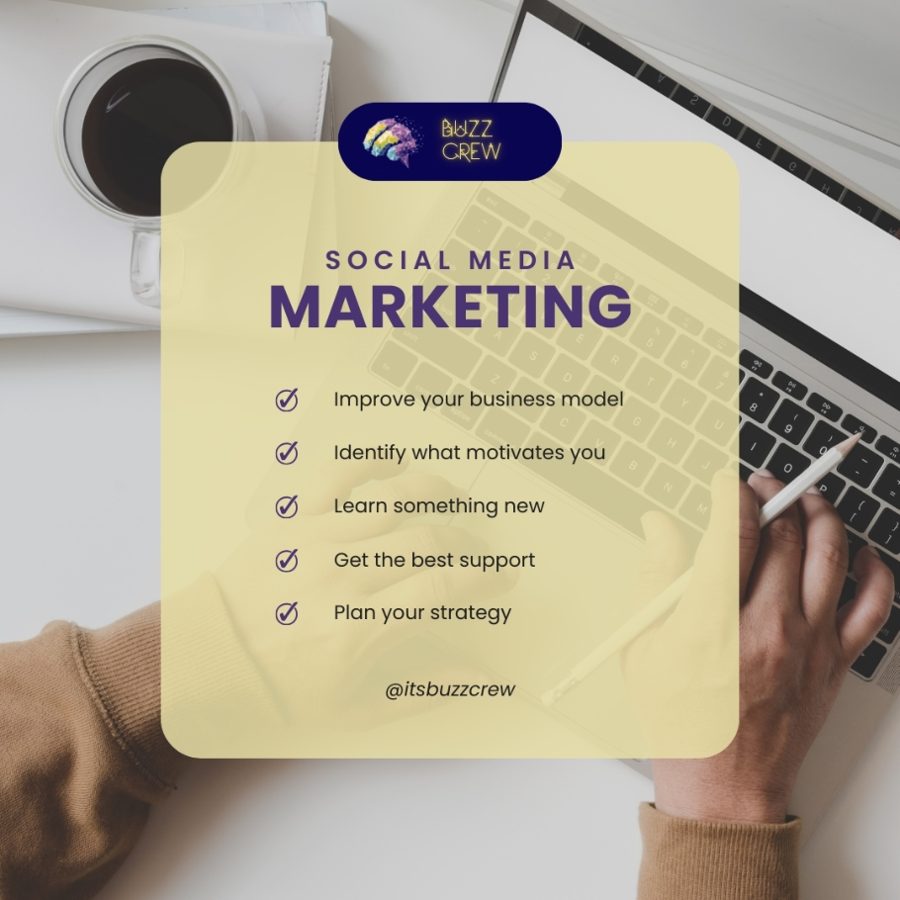 BUZZ
CREW
SOCIAL MEDIA
MARKETING
Improve your business model
Identify what motivates you
Learn something new
Get the best support
Plan your strategy
@itsbuzzcrew